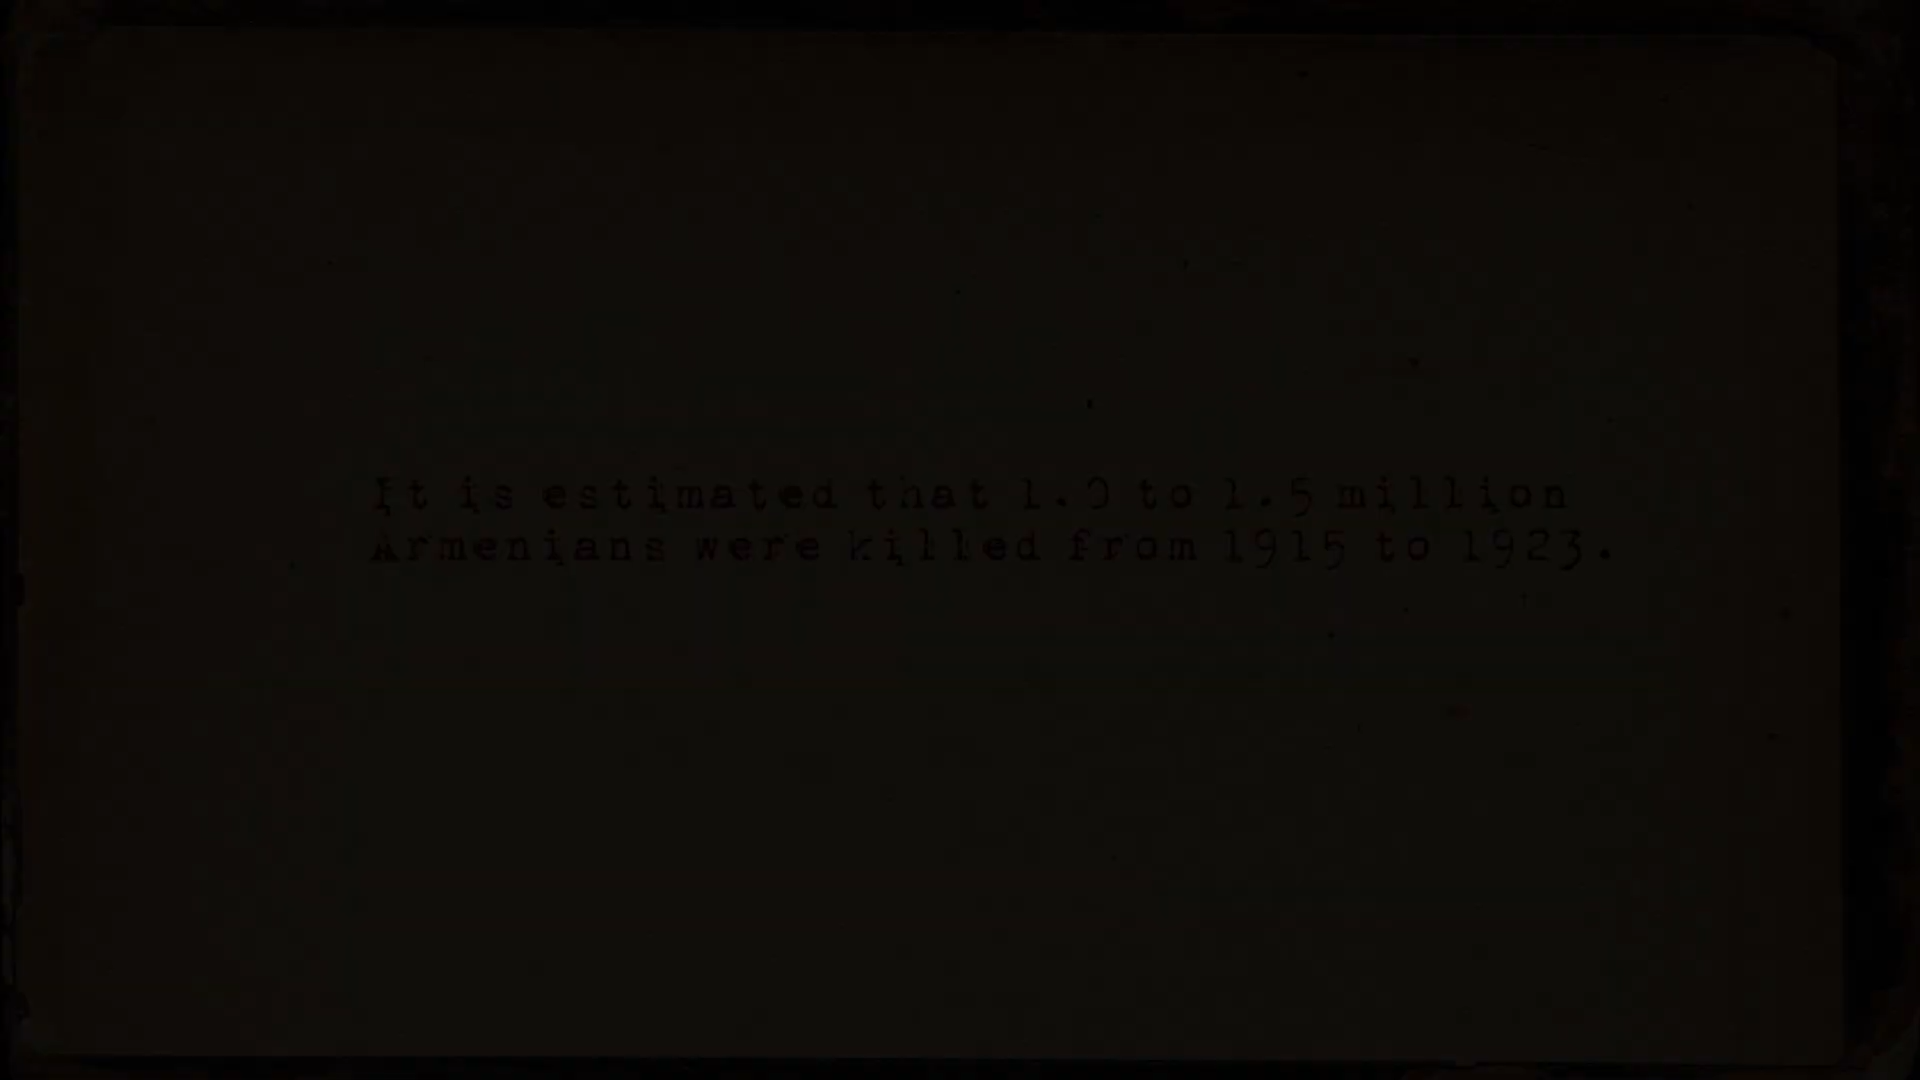 It is estimated that 1.0 to 1.5 million
Armenians were killed from 1915 to 1923.